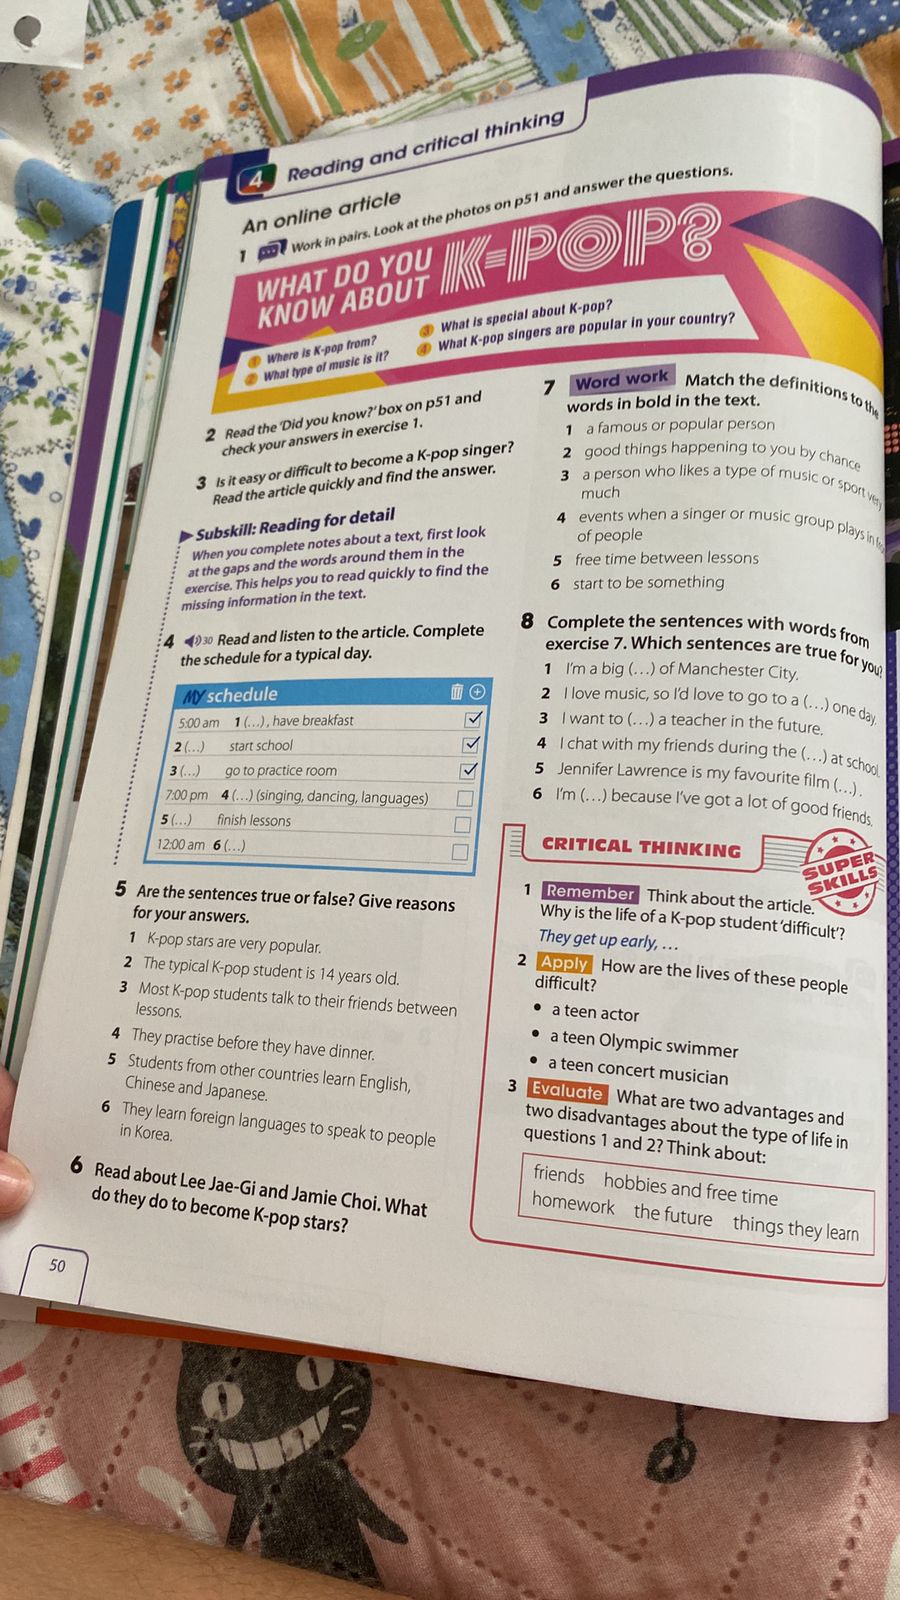 4 Reading and critical thinking
An online article
1 Work in pairs. Look at the photos on p51 and answer the questions.
WHAT DO YOU
KNOW ABOUT
K-POP?
1 Where is K-pop from?
2 What type of music is it?
3 What is special about K-pop?
4 What K-pop singers are popular in your country?
2 Read the 'Did you know?' box on p51 and
check your answers in exercise 1.
3 Is it easy or difficult to become a K-pop singer?
Read the article quickly and find the answer.
Subskill: Reading for detail
When you complete notes about a text, first look
at the gaps and the words around them in the
exercise. This helps you to read quickly to find the
missing information in the text.
4 30 Read and listen to the article. Complete
the schedule for a typical day.
MY schedule
5:00 am 1 (…), have breakfast
2 (…) start school
3 (…) go to practice room
7:00 pm 4 (…) (singing, dancing, languages)
5 (…) finish lessons
12:00 am 6 (…)
5 Are the sentences true or false? Give reasons
for your answers.
1 K-pop stars are very popular.
2 The typical K-pop student is 14 years old.
3 Most K-pop students talk to their friends between
lessons.
4 They practise before they have dinner.
5 Students from other countries learn English,
Chinese and Japanese.
6 They learn foreign languages to speak to people
in Korea.
6 Read about Lee Jae-Gi and Jamie Choi. What
do they do to become K-pop stars?
50
7 Word work Match the definitions to the
words in bold in the text.
1 a famous or popular person
2 good things happening to you by chance
3 a person who likes a type of music or sport very
much
4 events when a singer or music group plays in
of people
5 free time between lessons
6 start to be something
8 Complete the sentences with words from
exercise 7. Which sentences are true for you?
1 I'm a big (…) of Manchester City.
2 I love music, so I'd love to go to a (…) one day.
3 I want to (…) a teacher in the future.
4 I chat with my friends during the (…) at school.
5 Jennifer Lawrence is my favourite film (…).
6 I'm (…) because I've got a lot of good friends.
CRITICAL THINKING
SUPER
SKILLS
1 Remember Think about the article.
Why is the life of a K-pop student 'difficult'?
They get up early, …
2 Apply How are the lives of these people
difficult?
• a teen actor
• a teen Olympic swimmer
• a teen concert musician
3 Evaluate What are two advantages and
two disadvantages about the type of life in
questions 1 and 2? Think about:
friends hobbies and free time
homework the future things they learn